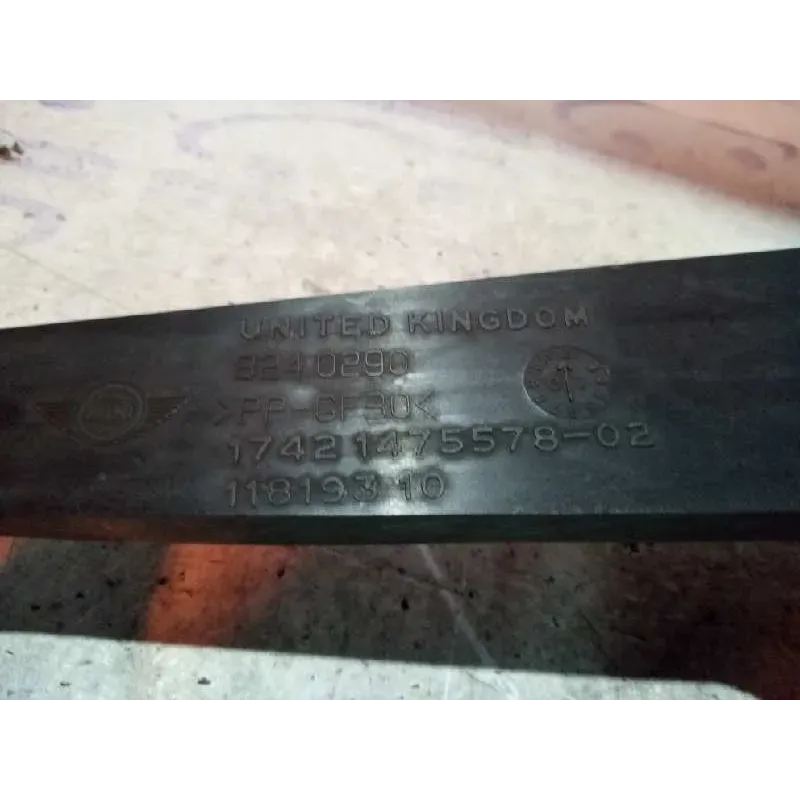 UNITED KINGDOM
8240290
>PP-GF30<
17421475578-02
11819310